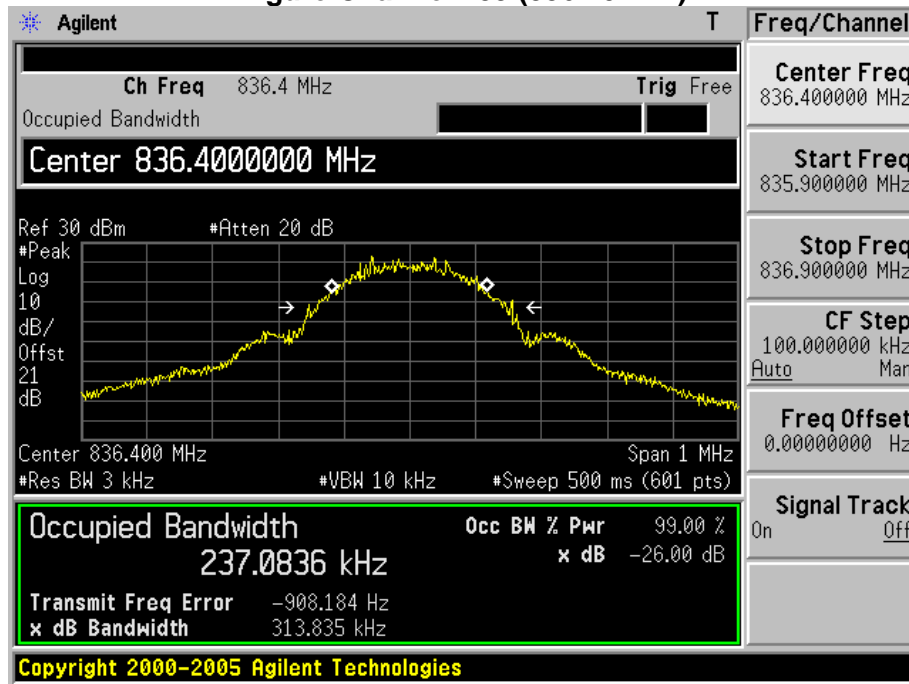 Agilent T Freq/Channel
Ch Freq 836.4 MHz Trig Free
Occupied Bandwidth
Center 836.4000000 MHz
Ref 30 dBm #Atten 20 dB
#Peak
Log
10
dB/
Offst
21
dB
Center 836.400 MHz Span 1 MHz
#Res BW 3 kHz #VBW 10 kHz #Sweep 500 ms (601 pts)
Occupied Bandwidth Occ BW % Pwr 99.00 %
237.0836 kHz x dB -26.00 dB
Transmit Freq Error -908.184 Hz
x dB Bandwidth 313.835 kHz
Copyright 2000-2005 Agilent Technologies
Center Freq
836.400000 MHz
Start Freq
835.900000 MHz
Stop Freq
836.900000 MHz
CF Step
100.000000 kHz
Auto Man
Freq Offset
0.00000000 Hz
Signal Track
On Off